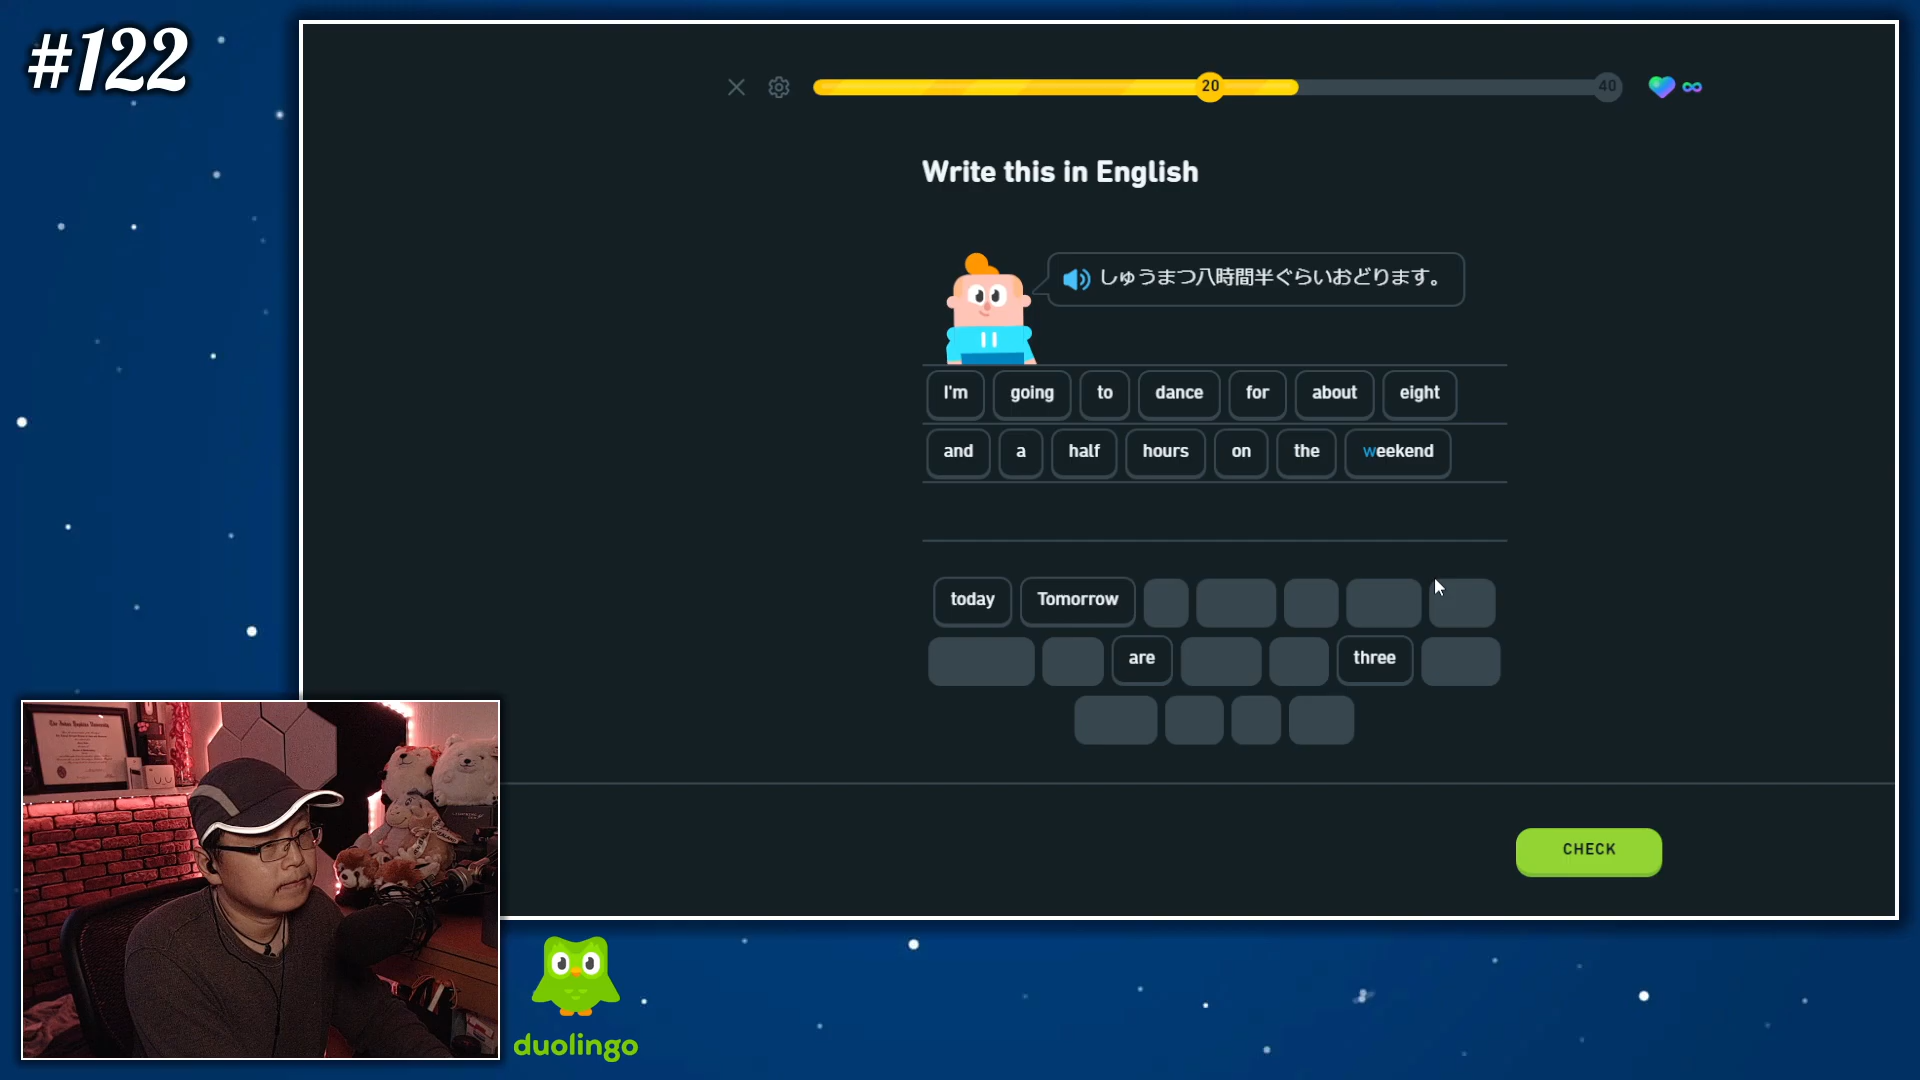 #122
20
40
Write this in English
しゅうまつ八時間半ぐらいおどります。
I'm going to dance for about eight
and a half hours on the weekend
today Tomorrow
are three
CHECK
duolingo